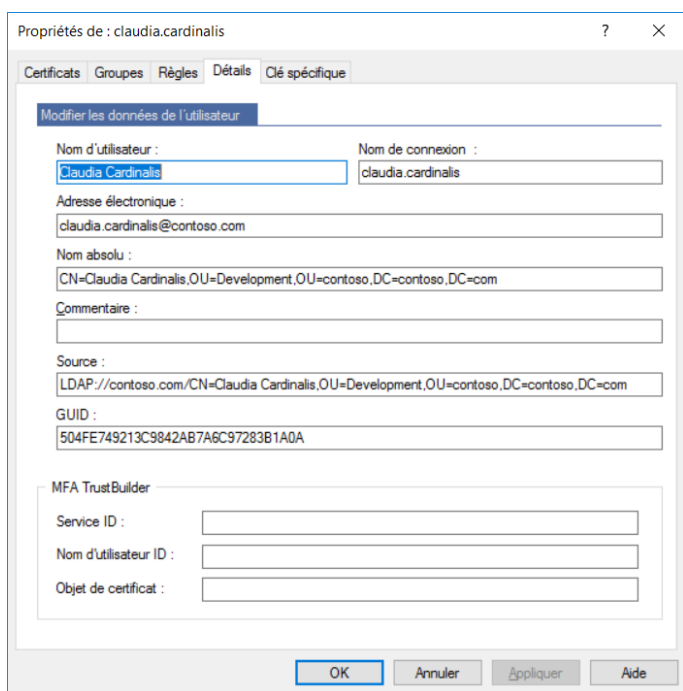 Propriétés de : claudia.cardinalis
? 
Certificats Groupes Règles Détails Clé spécifique
Modifier les données de l'utilisateur
Nom d'utilisateur : Nom de connexion :
Claudia Cardinalis claudia.cardinalis
Adresse électronique :
claudia.cardinalis@contoso.com
Nom absolu :
CN=Claudia Cardinalis,OU=Development,OU=contoso,DC=contoso,DC=com
Commentaire :
Source :
LDAP://contoso.com/CN=Claudia Cardinalis,OU=Development,OU=contoso,DC=contoso,DC=com
GUID :
504FE749213C9842AB7A6C97283B1A0A
MFA TrustBuilder
Service ID :
Nom d'utilisateur ID :
Objet de certificat :
OK Annuler Appliquer Aide